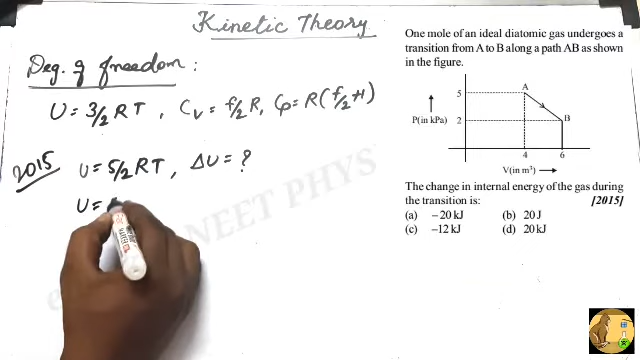 Kinetic Theory
Deg. of freedom :
U = 3/2 RT , Cv = f/2 R, Cp = R(f/2 +1)
2015 U = 5/2 RT , ΔU = ?
U =
NEET PHYS
One mole of an ideal diatomic gas undergoes a
transition from A to B along a path AB as shown
in the figure.
A
5
B
P(in kPa) 2
4 6
V(in m³)
The change in internal energy of the gas during
the transition is: [2015]
(a) –20 kJ (b) 20 J
(c) –12 kJ (d) 20 kJ